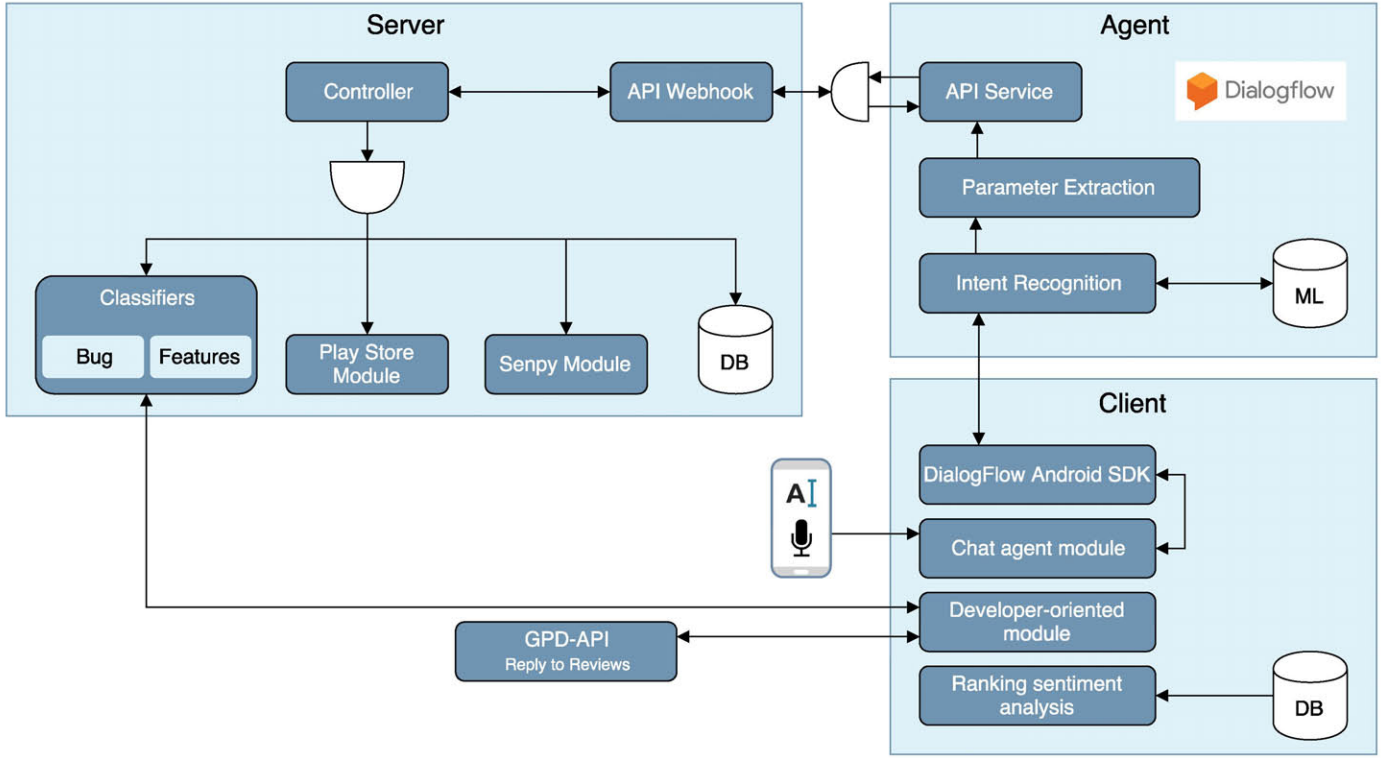 Server
Controller
API Webhook
Classifiers
Bug
Features
Play Store
Module
Senpy Module
DB
Agent
API Service
Dialogflow
Parameter Extraction
Intent Recognition
ML
Client
DialogFlow Android SDK
A
Chat agent module
Developer-oriented
module
GPD-API
Reply to Reviews
Ranking sentiment
analysis
DB